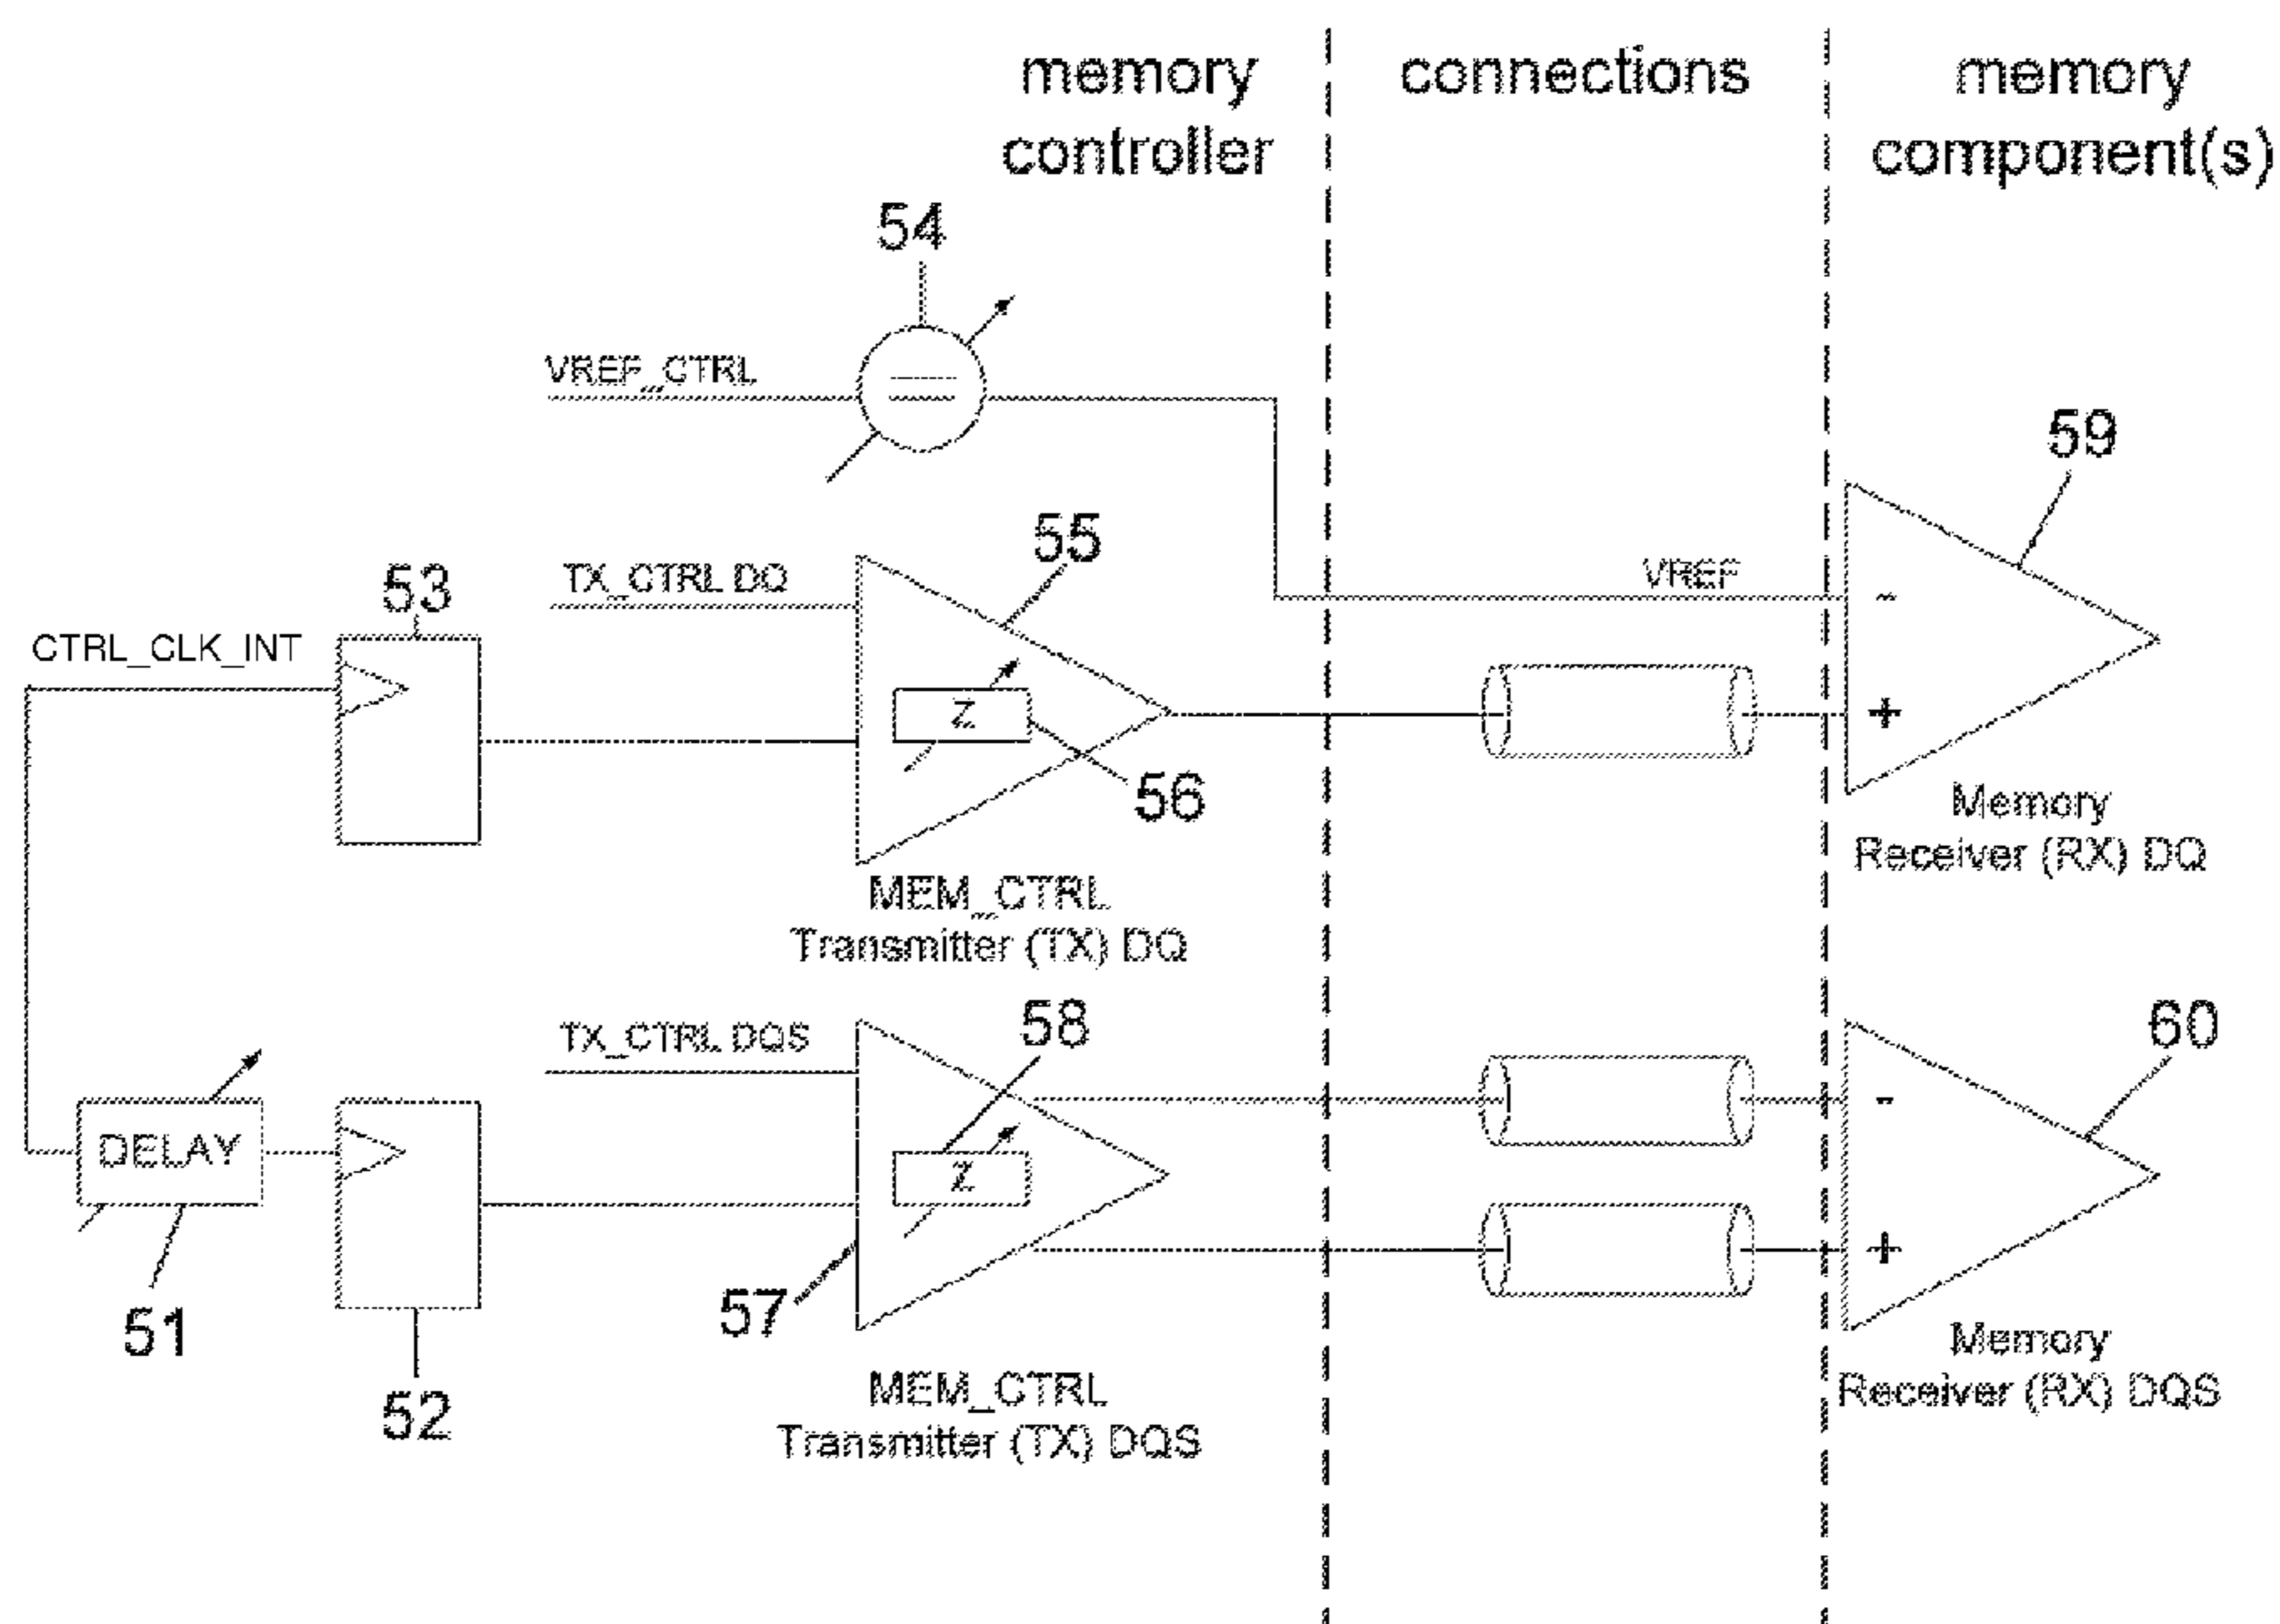 memory
controller
connections
memory
component(s)
54
VREF_CTRL
59
55
TX_CTRL DQ
VREF
53
CTRL_CLK_INT
-
Z
+
56
Memory
Receiver (RX) DQ
MEM_CTRL
Transmitter (TX) DQ
58
60
TX_CTRL DQS
-
DELAY
Z
+
57
51
52
Memory
Receiver (RX) DQS
MEM_CTRL
Transmitter (TX) DQS